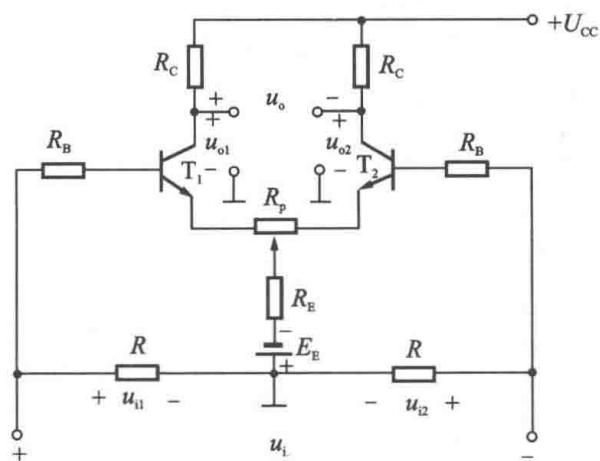 +U_CC
R_C
R_C
+ u_o −
+ +
u_o1 u_o2
R_B R_B
T_1 − − T_2
R_p
R_E
−
E_E
+
R R
+ u_i1 − − u_i2 +
+ u_i −